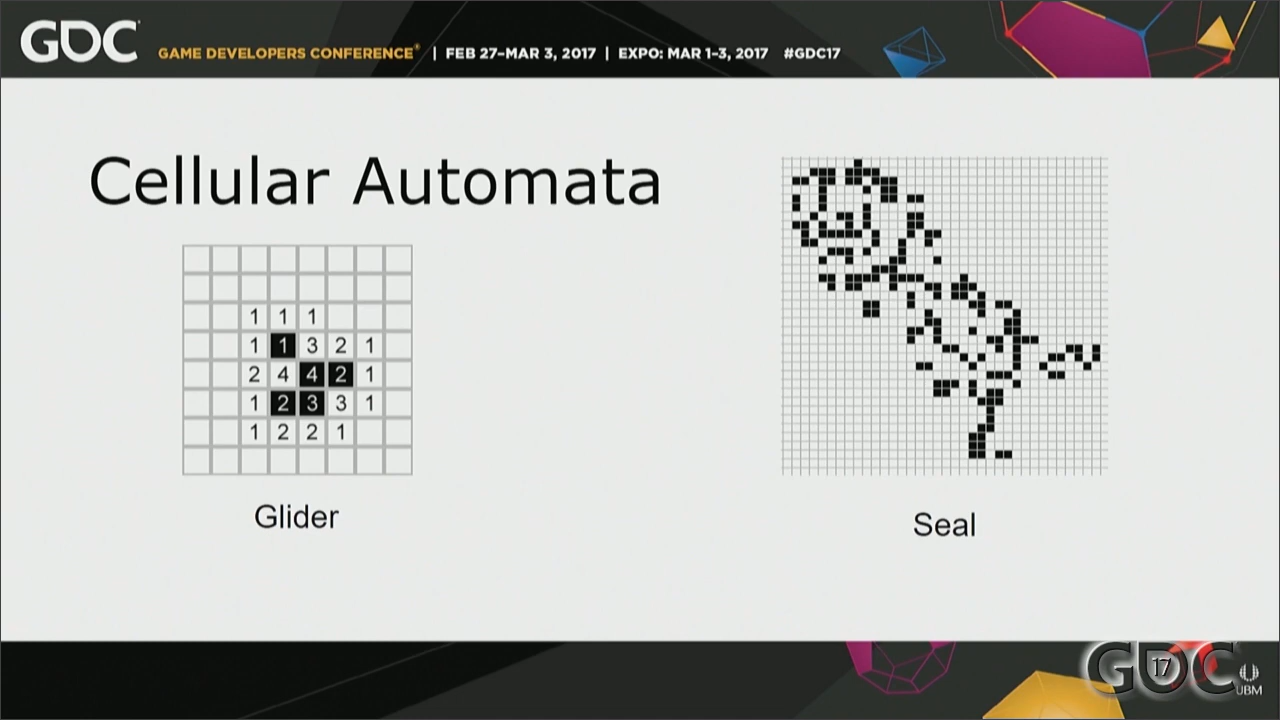 GDC GAME DEVELOPERS CONFERENCE® | FEB 27–MAR 3, 2017 | EXPO: MAR 1–3, 2017 #GDC17
Cellular Automata
1 1 1
1 1 3 2 1
2 4 4 2 1
1 2 3 3 1
1 2 2 1
Glider
Seal
GDC 17
UBM